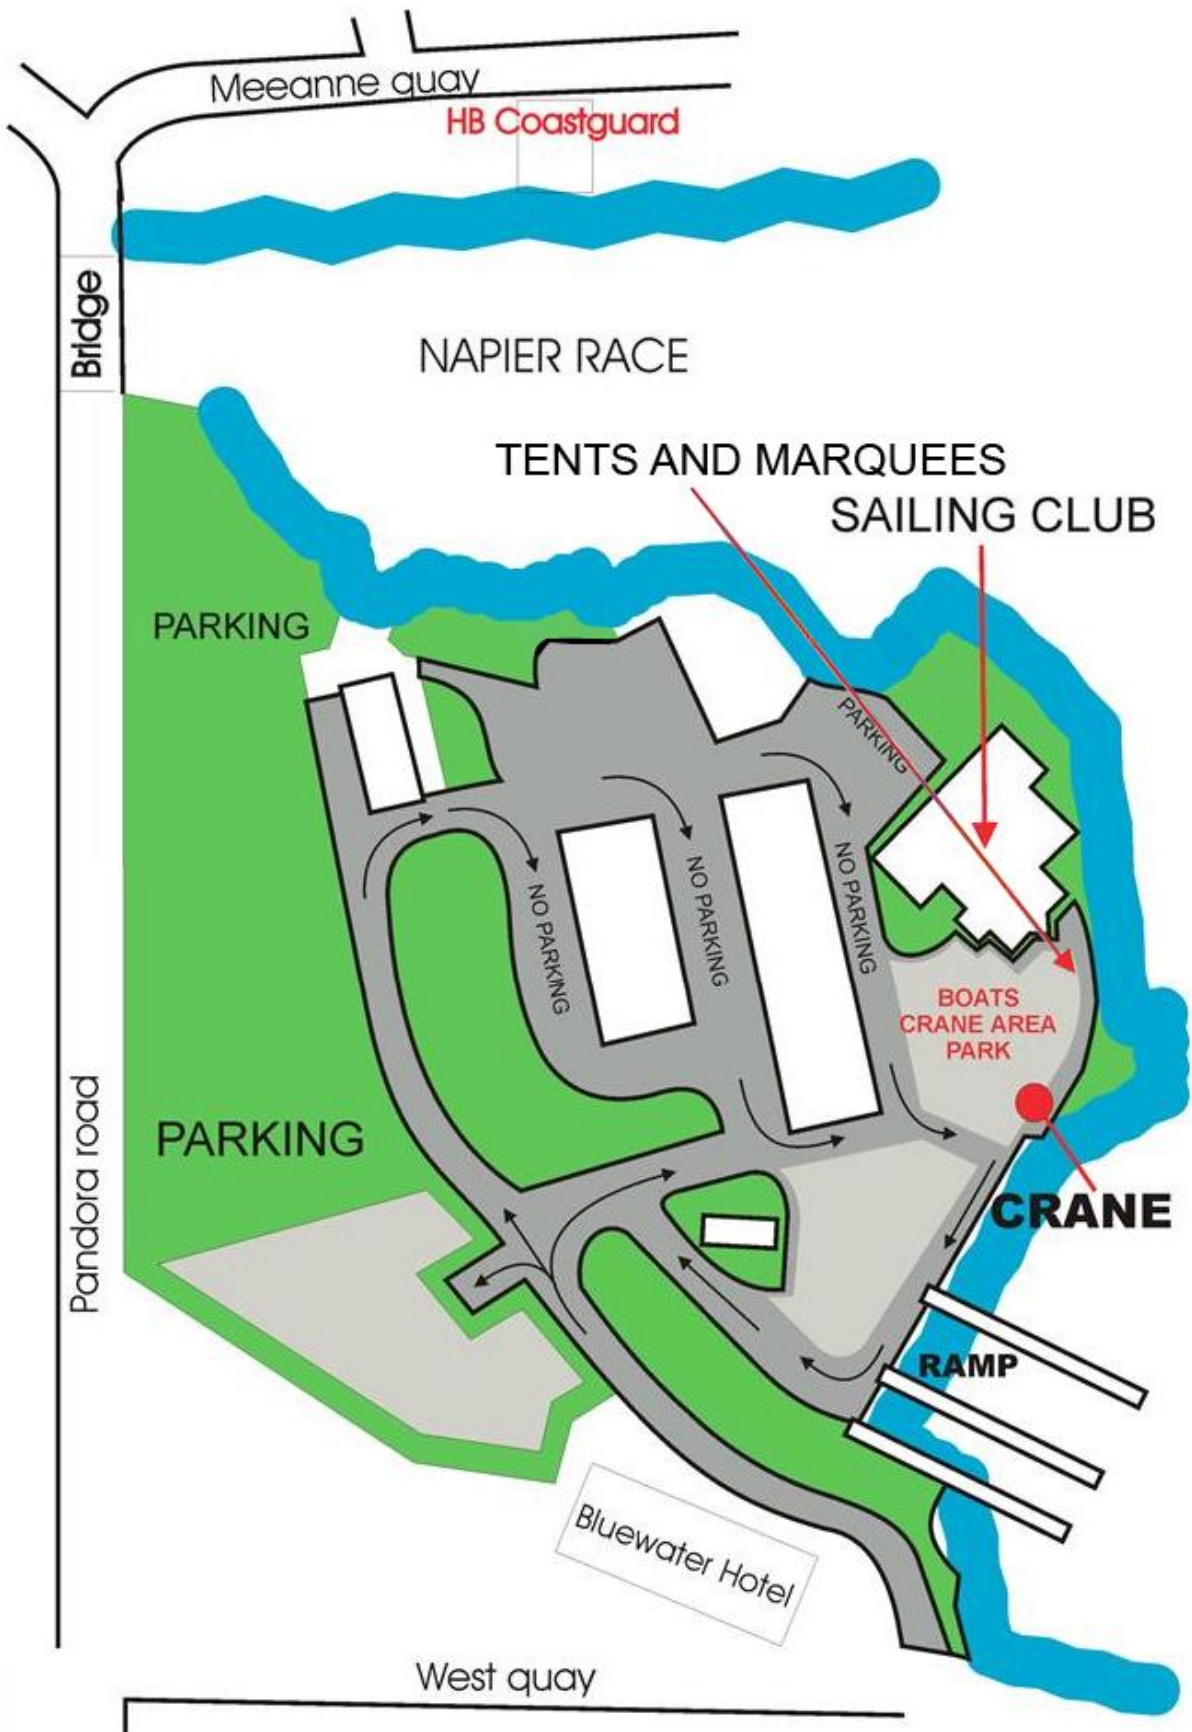 Meeanne quay
HB Coastguard
Bridge
NAPIER RACE
TENTS AND MARQUEES
SAILING CLUB
PARKING
PARKING
NO PARKING
NO PARKING
NO PARKING
BOATS
CRANE AREA
PARK
Pandora road
PARKING
CRANE
RAMP
Bluewater Hotel
West quay